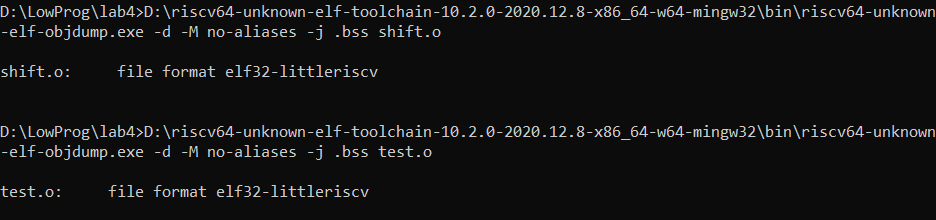 D:\LowProg\lab4>D:\riscv64-unknown-elf-toolchain-10.2.0-2020.12.8-x86_64-w64-mingw32\bin\riscv64-unknown
-elf-objdump.exe -d -M no-aliases -j .bss shift.o
shift.o:     file format elf32-littleriscv
D:\LowProg\lab4>D:\riscv64-unknown-elf-toolchain-10.2.0-2020.12.8-x86_64-w64-mingw32\bin\riscv64-unknown
-elf-objdump.exe -d -M no-aliases -j .bss test.o
test.o:     file format elf32-littleriscv